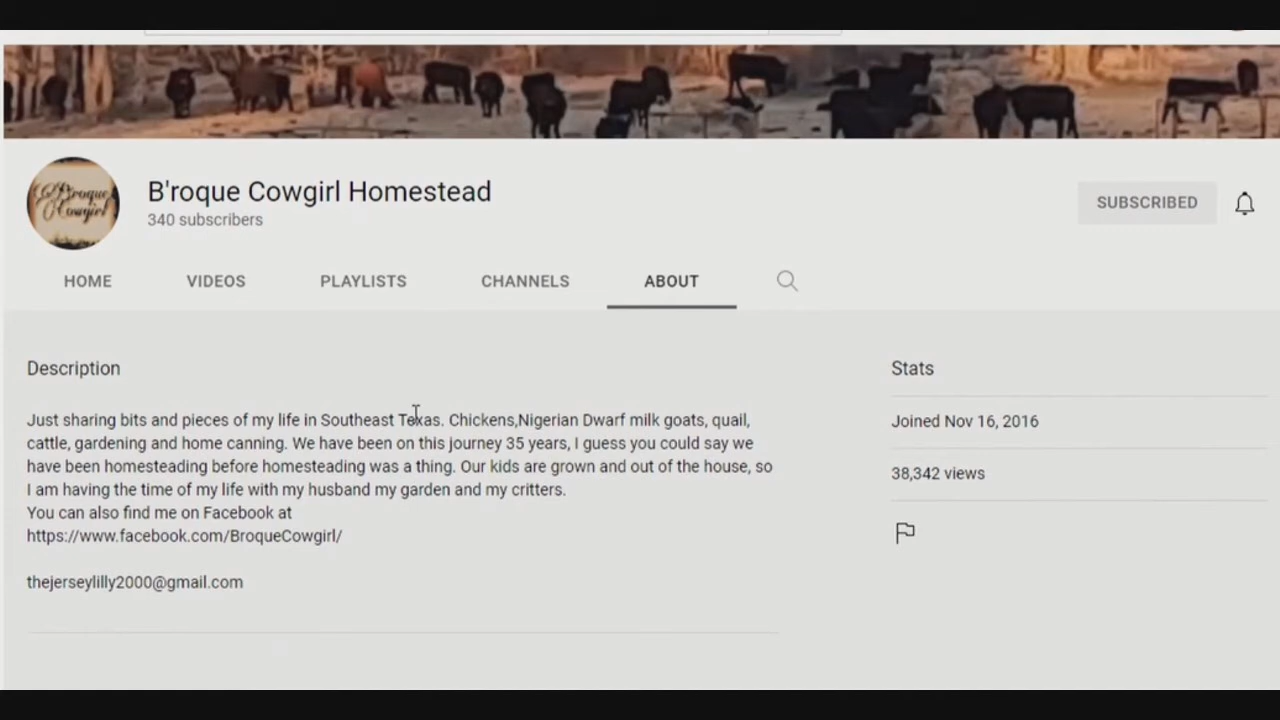 B'roque Cowgirl Homestead
340 subscribers
SUBSCRIBED
B'roque
Cowgirl
HOME VIDEOS PLAYLISTS CHANNELS ABOUT
Description
Just sharing bits and pieces of my life in Southeast Texas. Chickens,Nigerian Dwarf milk goats, quail,
cattle, gardening and home canning. We have been on this journey 35 years, I guess you could say we
have been homesteading before homesteading was a thing. Our kids are grown and out of the house, so
I am having the time of my life with my husband my garden and my critters.
You can also find me on Facebook at
https://www.facebook.com/BroqueCowgirl/
thejerseylilly2000@gmail.com
Stats
Joined Nov 16, 2016
38,342 views